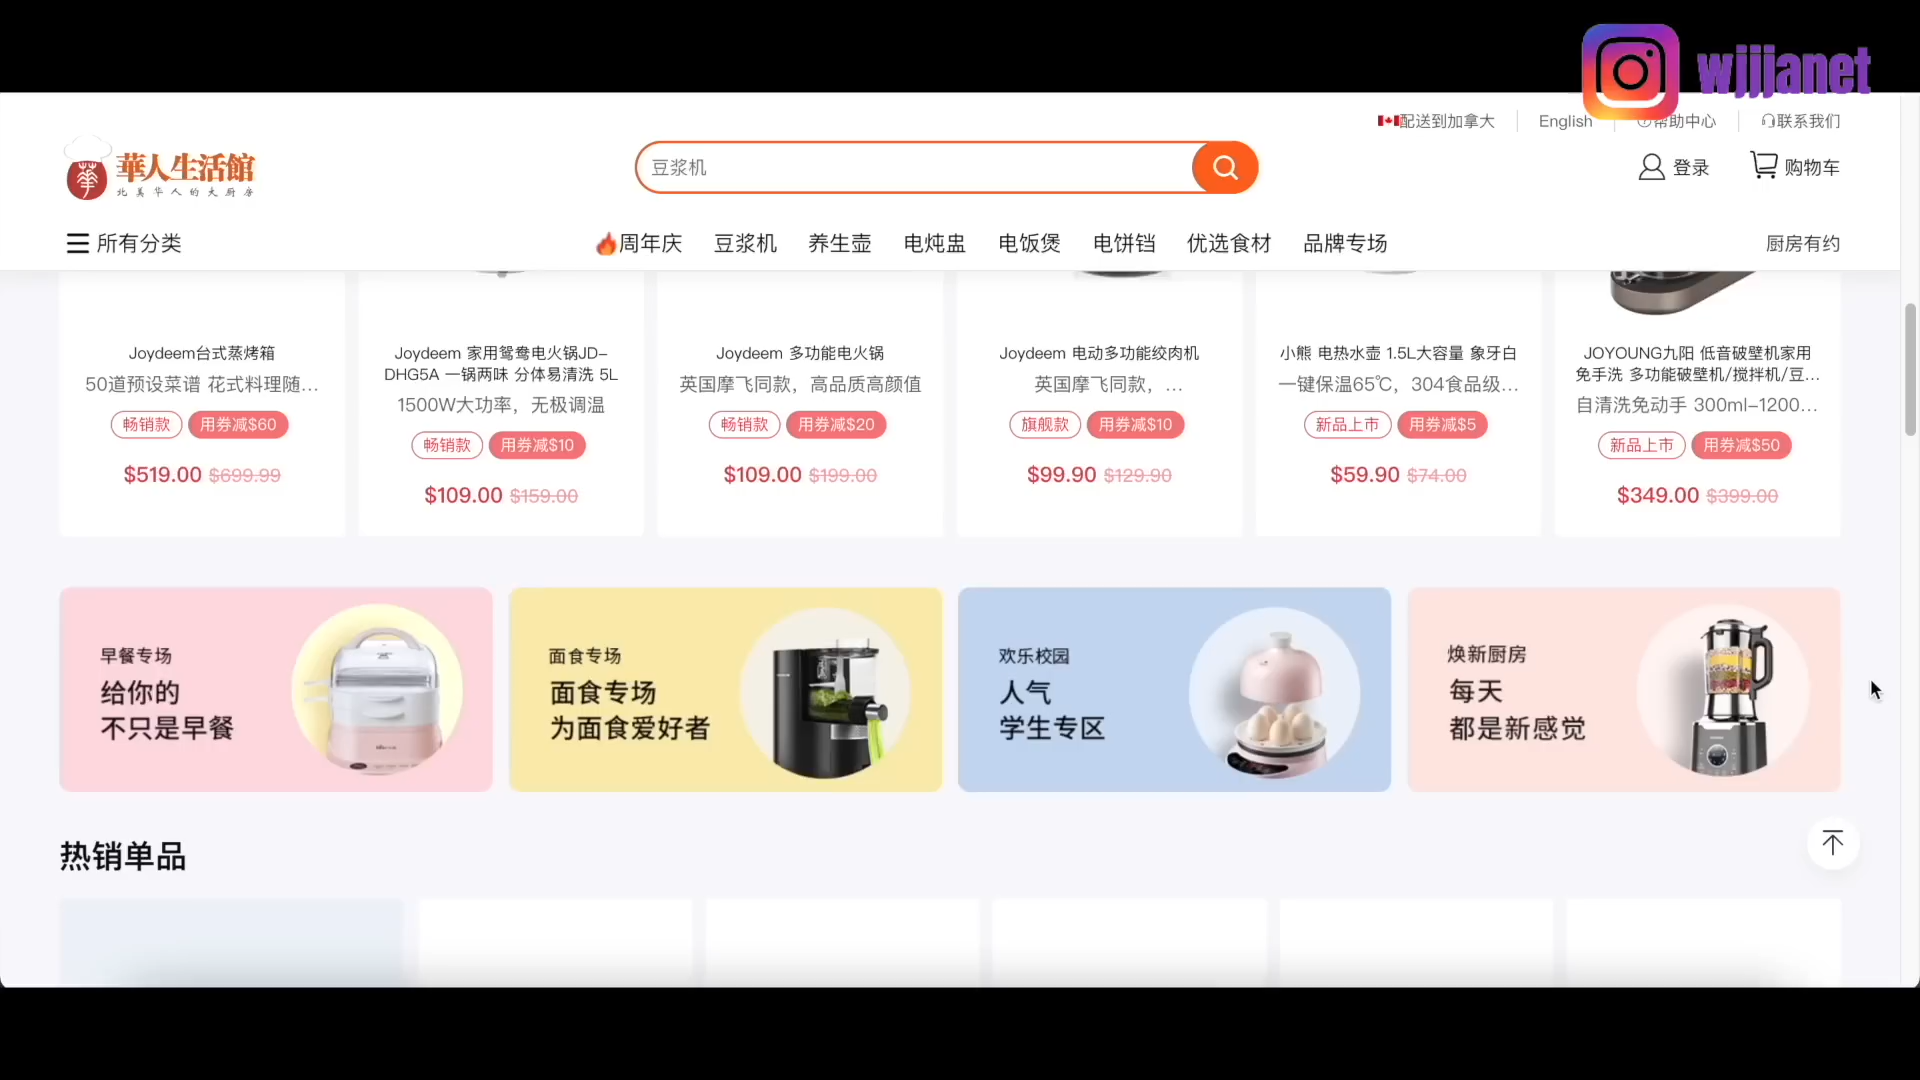 wjjjanet
配送到加拿大
English
帮助中心
联系我们
華人生活館
北美华人的大厨房
豆浆机
登录
购物车
所有分类
周年庆
豆浆机
养生壶
电炖盅
电饭煲
电饼铛
优选食材
品牌专场
厨房有约
Joydeem台式蒸烤箱
50道预设菜谱 花式料理随...
畅销款
用券减$60
$519.00 $699.99
Joydeem 家用鸳鸯电火锅JD-
DHG5A 一锅两味 分体易清洗 5L
1500W大功率，无极调温
畅销款
用券减$10
$109.00 $159.00
Joydeem 多功能电火锅
英国摩飞同款，高品质高颜值
畅销款
用券减$20
$109.00 $199.00
Joydeem 电动多功能绞肉机
英国摩飞同款，...
旗舰款
用券减$10
$99.90 $129.90
小熊 电热水壶 1.5L大容量 象牙白
一键保温65℃，304食品级...
新品上市
用券减$5
$59.90 $74.00
JOYOUNG九阳 低音破壁机家用
免手洗 多功能破壁机/搅拌机/豆...
自清洗免动手 300ml-1200...
新品上市
用券减$50
$349.00 $399.00
早餐专场
给你的
不只是早餐
面食专场
面食专场
为面食爱好者
欢乐校园
人气
学生专区
焕新厨房
每天
都是新感觉
热销单品